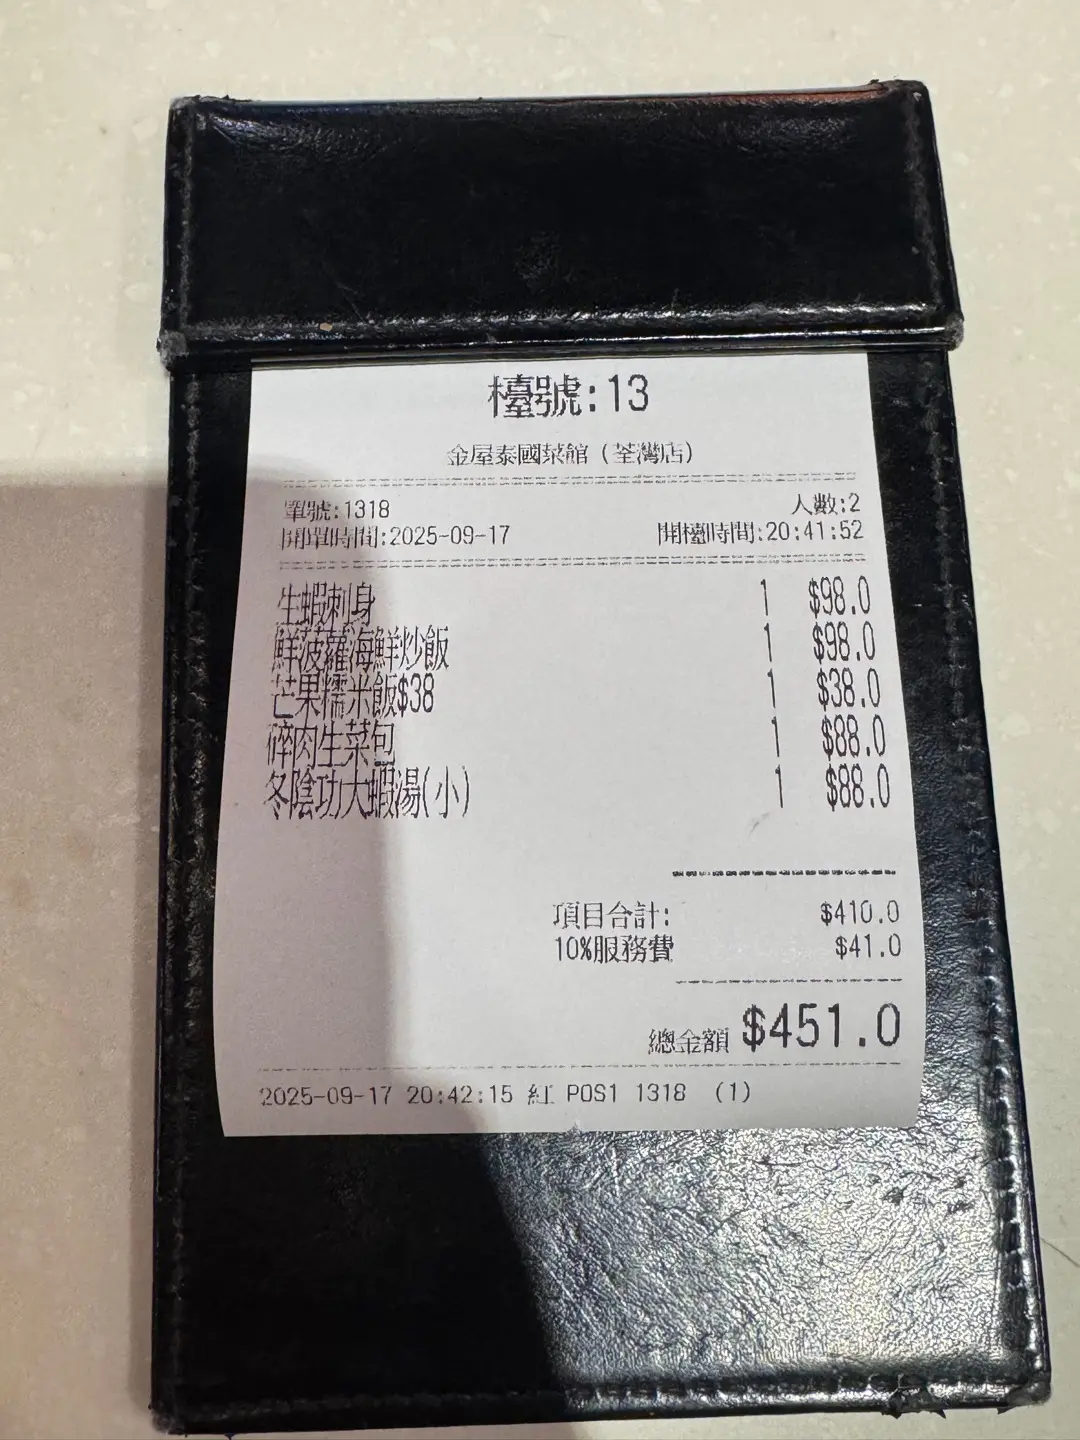 檯號:13
金屋泰國菜館（荃灣店）
單號:1318 人數:2
開單時間:2025-09-17 開檯時間:20:41:52
生蝦刺身 1 $98.0
鮮菠羅海鮮炒飯 1 $98.0
芒果糯米飯$38 1 $38.0
碎肉生菜包 1 $88.0
冬陰功大蝦湯(小) 1 $88.0
項目合計: $410.0
10%服務費 $41.0
總金額 $451.0
2025-09-17 20:42:15 紅 POS1 1318 (1)